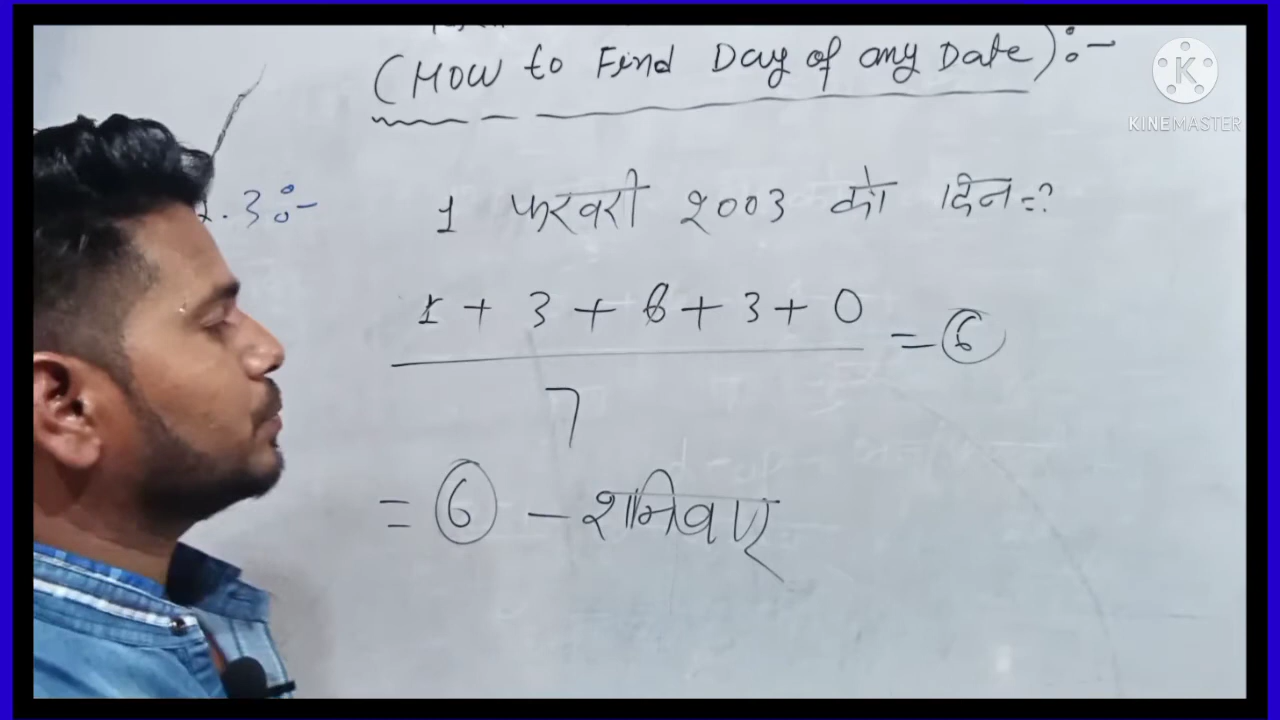 (HOW to Find Day of any Date):-
KINEMASTER
.3:-
1 फरवरी 2003 को दिन=?
1 + 3 + 6 + 3 + 0 = 6
7
= 6 - शनिवार